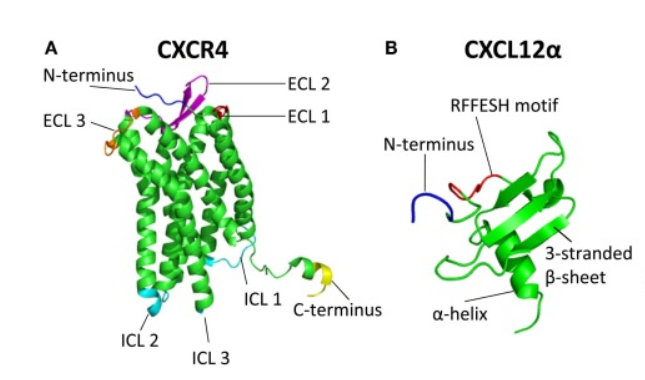 A
CXCR4
N-terminus
ECL 2
ECL 1
ECL 3
ICL 1
C-terminus
ICL 2
ICL 3
B
CXCL12α
RFFESH motif
N-terminus
3-stranded
β-sheet
α-helix